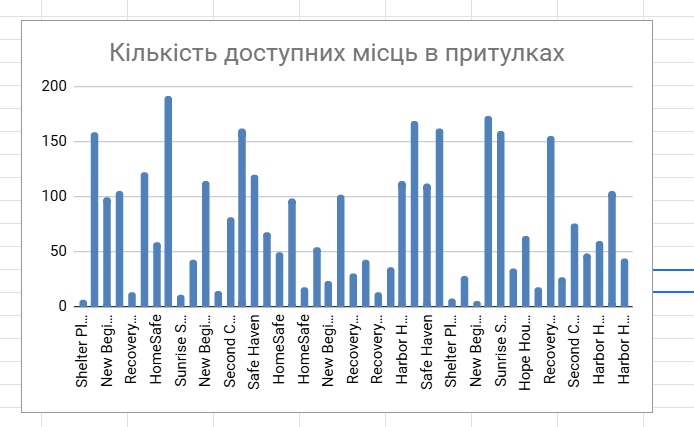 Кількість доступних місць в притулках
200
150
100
50
0
Shelter Pl…
New Begi…
Recovery…
HomeSafe
Sunrise S…
New Begi…
Second C…
Safe Haven
HomeSafe
HomeSafe
New Begi…
Recovery…
Recovery…
Harbor H…
Safe Haven
Shelter Pl…
New Begi…
Sunrise S…
Hope Hou…
Recovery…
Second C…
Harbor H…
Harbor H…